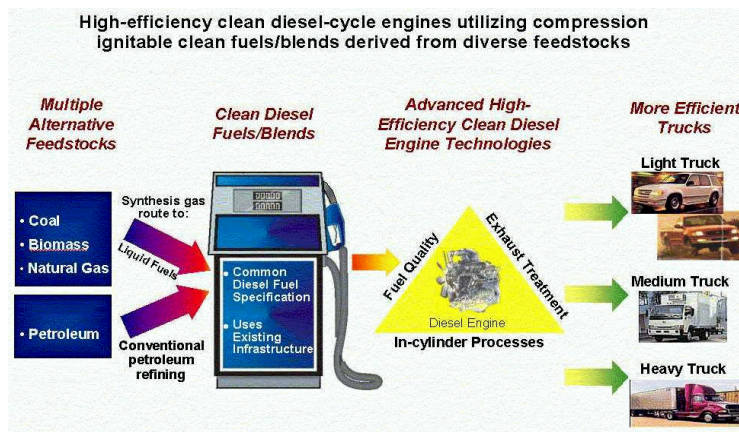 High-efficiency clean diesel-cycle engines utilizing compression
ignitable clean fuels/blends derived from diverse feedstocks
Multiple
Alternative
Feedstocks
Clean Diesel
Fuels/Blends
Advanced High-
Efficiency Clean Diesel
Engine Technologies
More Efficient
Trucks
• Coal
• Biomass
• Natural Gas
• Petroleum
Synthesis gas
route to:
Liquid Fuels
Conventional
petroleum
refining
00000
00000
• Common
Diesel Fuel
Specification
• Uses
Existing
Infrastructure
Fuel Quality
Exhaust Treatment
Diesel Engine
In-cylinder Processes
Light Truck
Medium Truck
Heavy Truck